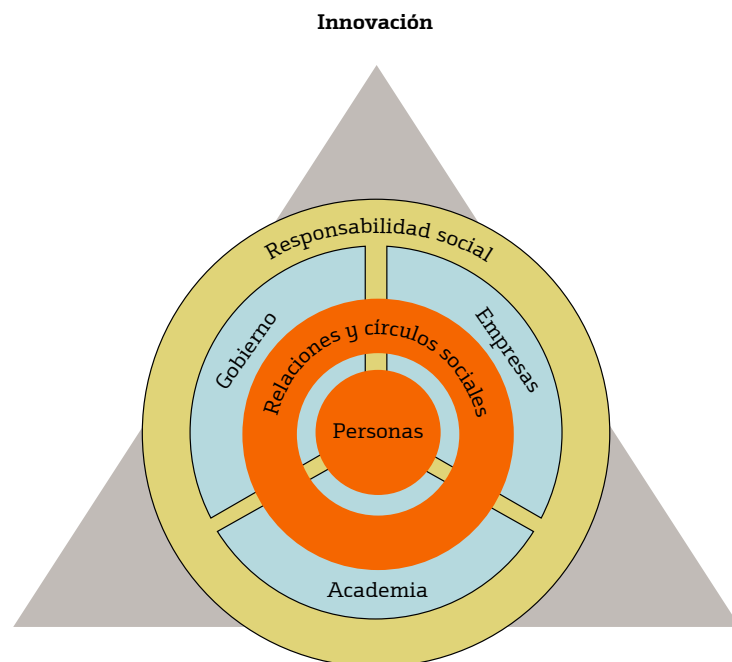 Innovación
Responsabilidad social
Gobierno
Empresas
Relaciones y círculos sociales
Personas
Academia